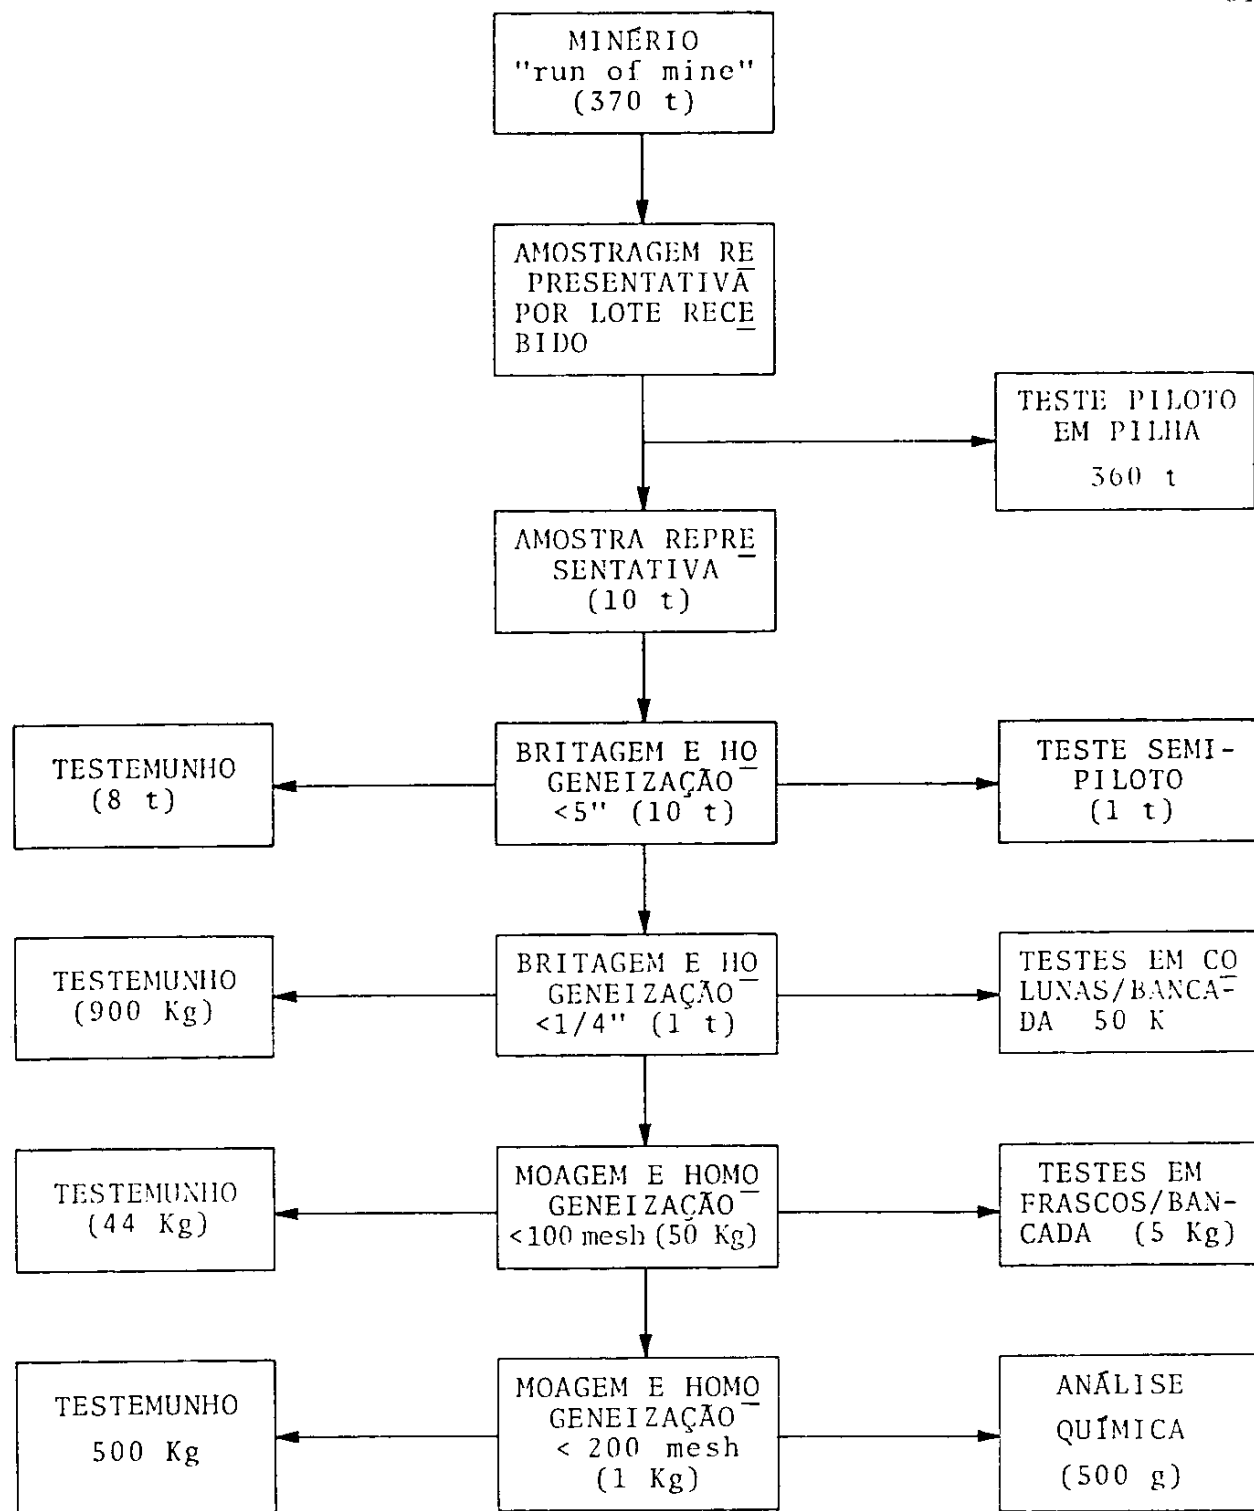 MINÉRIO
"run of mine"
(370 t)
AMOSTRAGEM RE
PRESENTATIVA
POR LOTE RECE
BIDO
TESTE PILOTO
EM PILHA
360 t
AMOSTRA REPRE
SENTATIVA
(10 t)
TESTEMUNHO
(8 t)
BRITAGEM E HO
GENEIZAÇÃO
<5" (10 t)
TESTE SEMI-
PILOTO
(1 t)
TESTEMUNHO
(900 Kg)
BRITAGEM E HO
GENEIZAÇÃO
<1/4" (1 t)
TESTES EM CO
LUNAS/BANCA-
DA 50 K
TESTEMUNHO
(44 Kg)
MOAGEM E HOMO
GENEIZAÇÃO
<100 mesh (50 Kg)
TESTES EM
FRASCOS/BAN-
CADA (5 Kg)
TESTEMUNHO
500 Kg
MOAGEM E HOMO
GENEIZAÇÃO
< 200 mesh
(1 Kg)
ANÁLISE
QUÍMICA
(500 g)